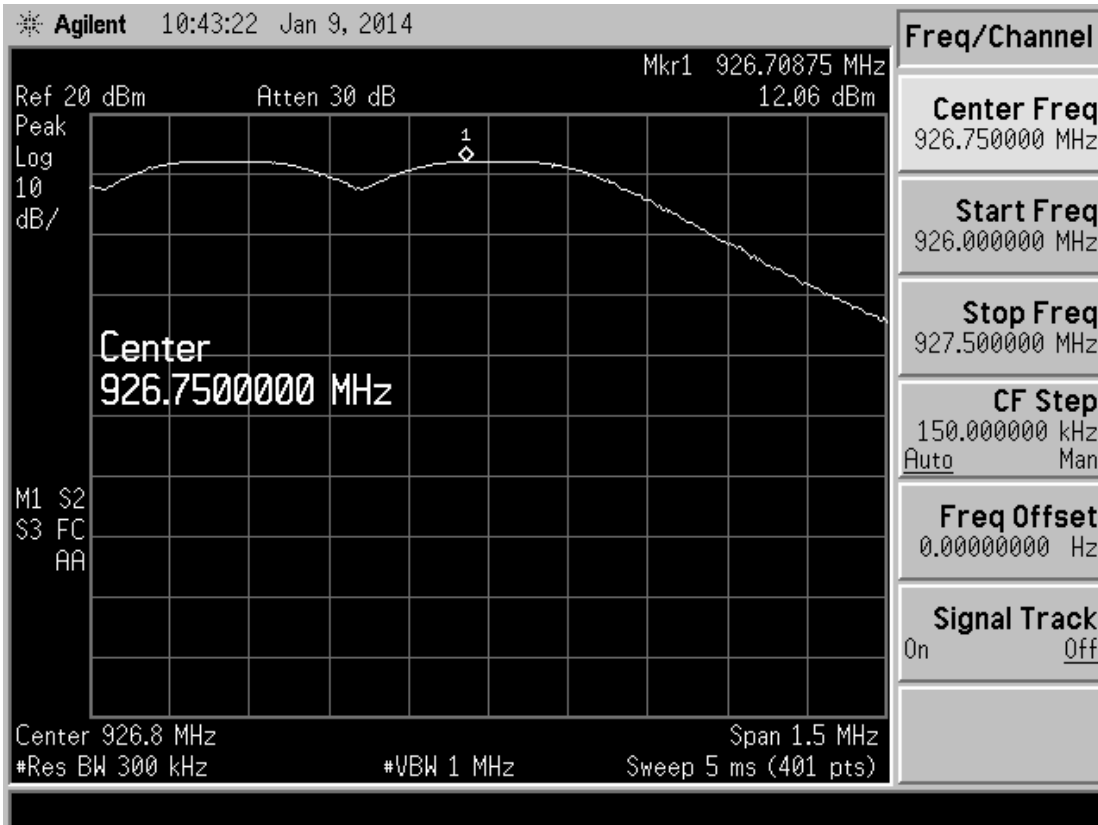 Agilent 10:43:22 Jan 9, 2014
Mkr1 926.70875 MHz
Ref 20 dBm Atten 30 dB 12.06 dBm
Peak
Log
10
dB/
1
Center
926.7500000 MHz
M1 S2
S3 FC
AA
Center 926.8 MHz Span 1.5 MHz
#Res BW 300 kHz #VBW 1 MHz Sweep 5 ms (401 pts)
Freq/Channel
Center Freq
926.750000 MHz
Start Freq
926.000000 MHz
Stop Freq
927.500000 MHz
CF Step
150.000000 kHz
Auto Man
Freq Offset
0.00000000 Hz
Signal Track
On Off